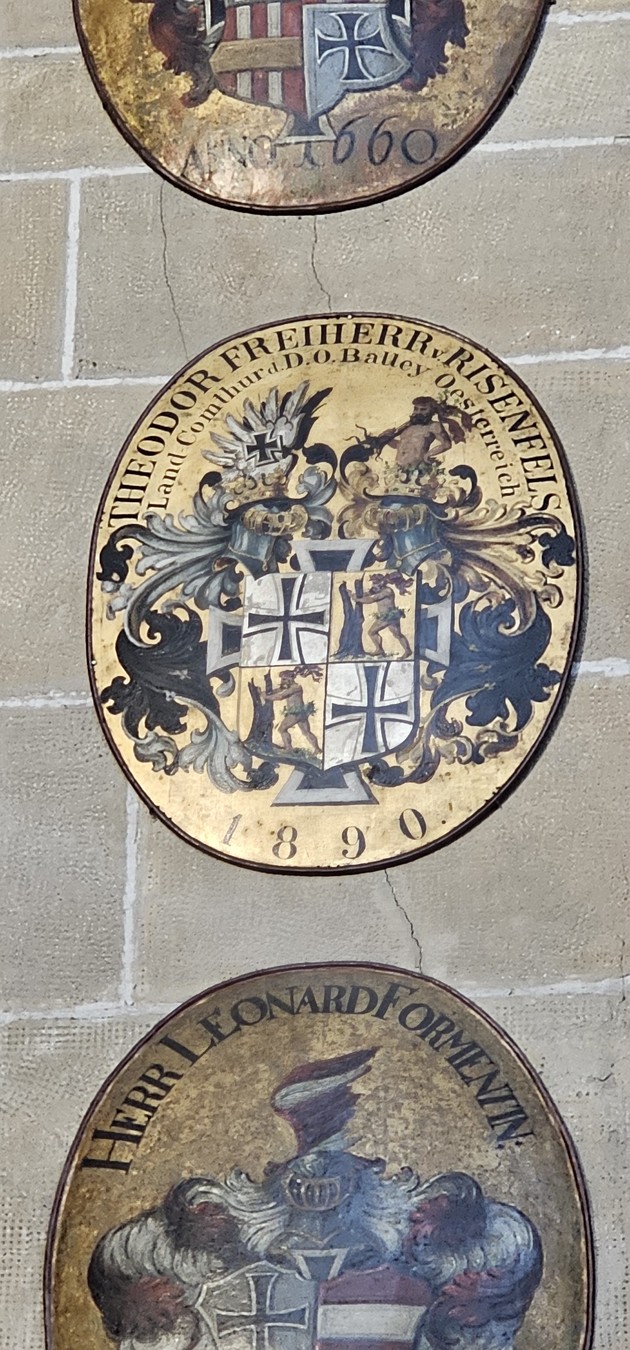 ANNO 1660
THEODOR FREIHERR v. RISENFELS
Land Comthur d. D. O. Balley Oesterreich
1890.
HERR LEONARD FORMENTIN: